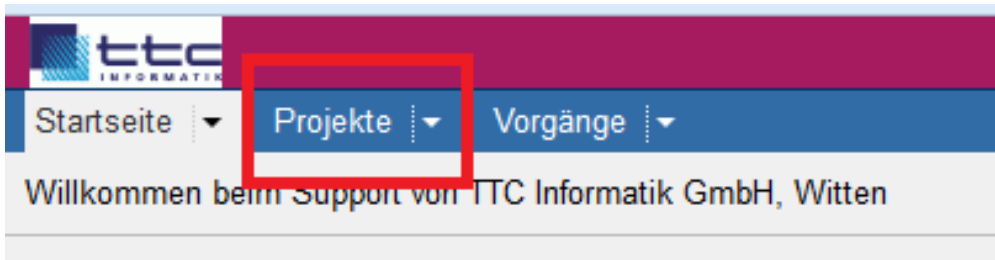 ttc
INFORMATIK
Startseite Projekte Vorgänge
Willkommen beim Support von TTC Informatik GmbH, Witten